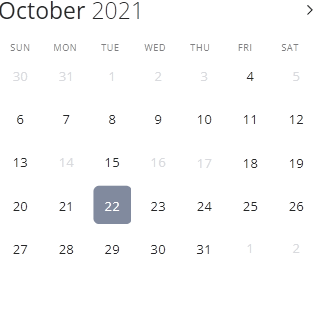 October 2021
SUN MON TUE WED THU FRI SAT
30 31 1 2 3 4 5
6 7 8 9 10 11 12
13 14 15 16 17 18 19
20 21 22 23 24 25 26
27 28 29 30 31 1 2